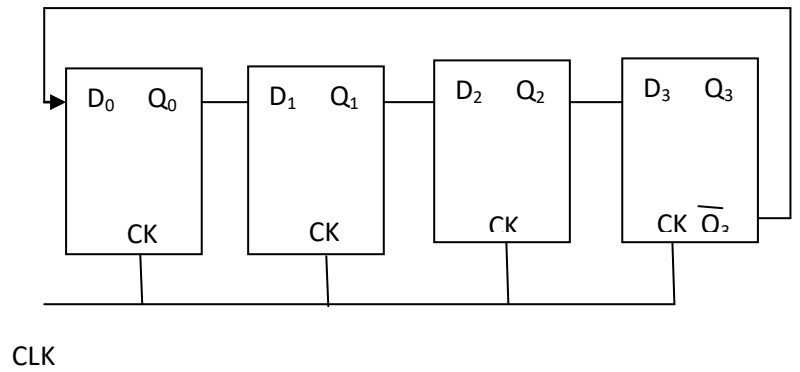 D₀ Q₀ D₁ Q₁ D₂ Q₂ D₃ Q₃
CK CK CK CK Q̅₃
CLK